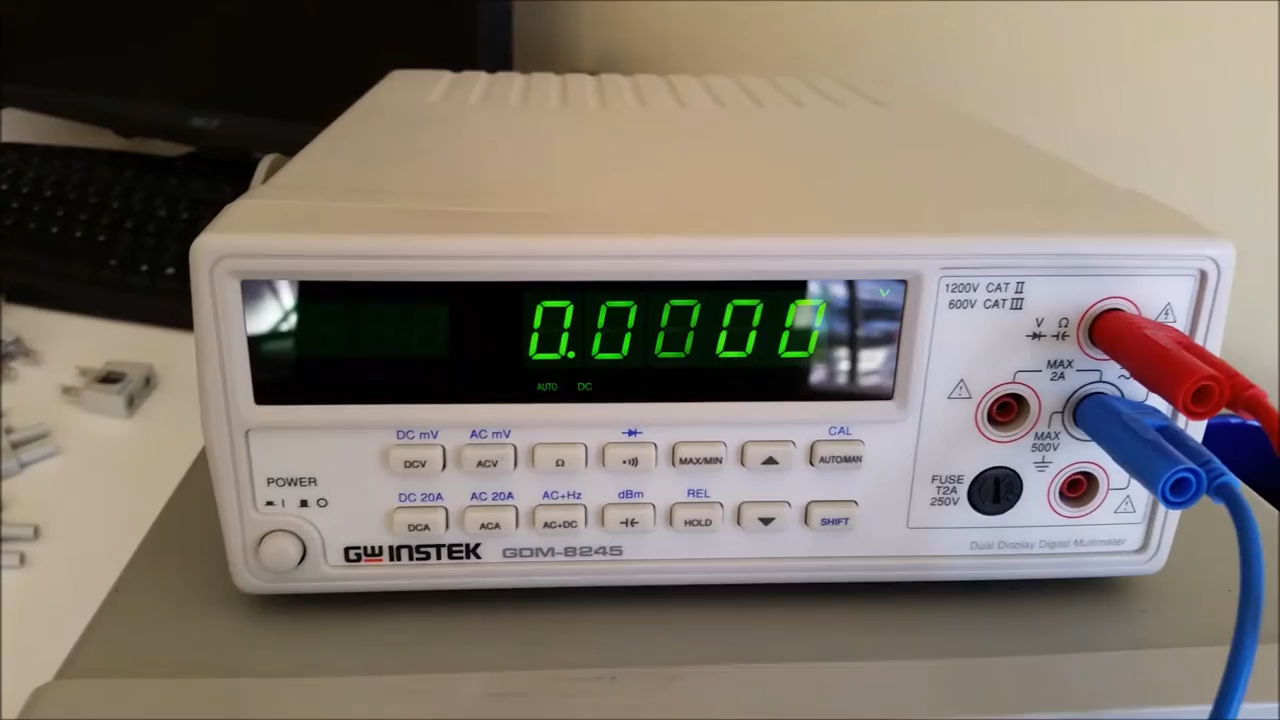 0.0000
V
AUTO DC
1200V CAT II
600V CAT III
V Ω
MAX
2A
MAX
500V
FUSE
T2A
250V
DC mV AC mV CAL
DCV ACV Ω MAX/MIN AUTO/MAN
POWER
DC 20A AC 20A AC+Hz dBm REL
DCA ACA AC+DC HOLD SHIFT
GW INSTEK GDM-8245
Dual Display Digital Multimeter